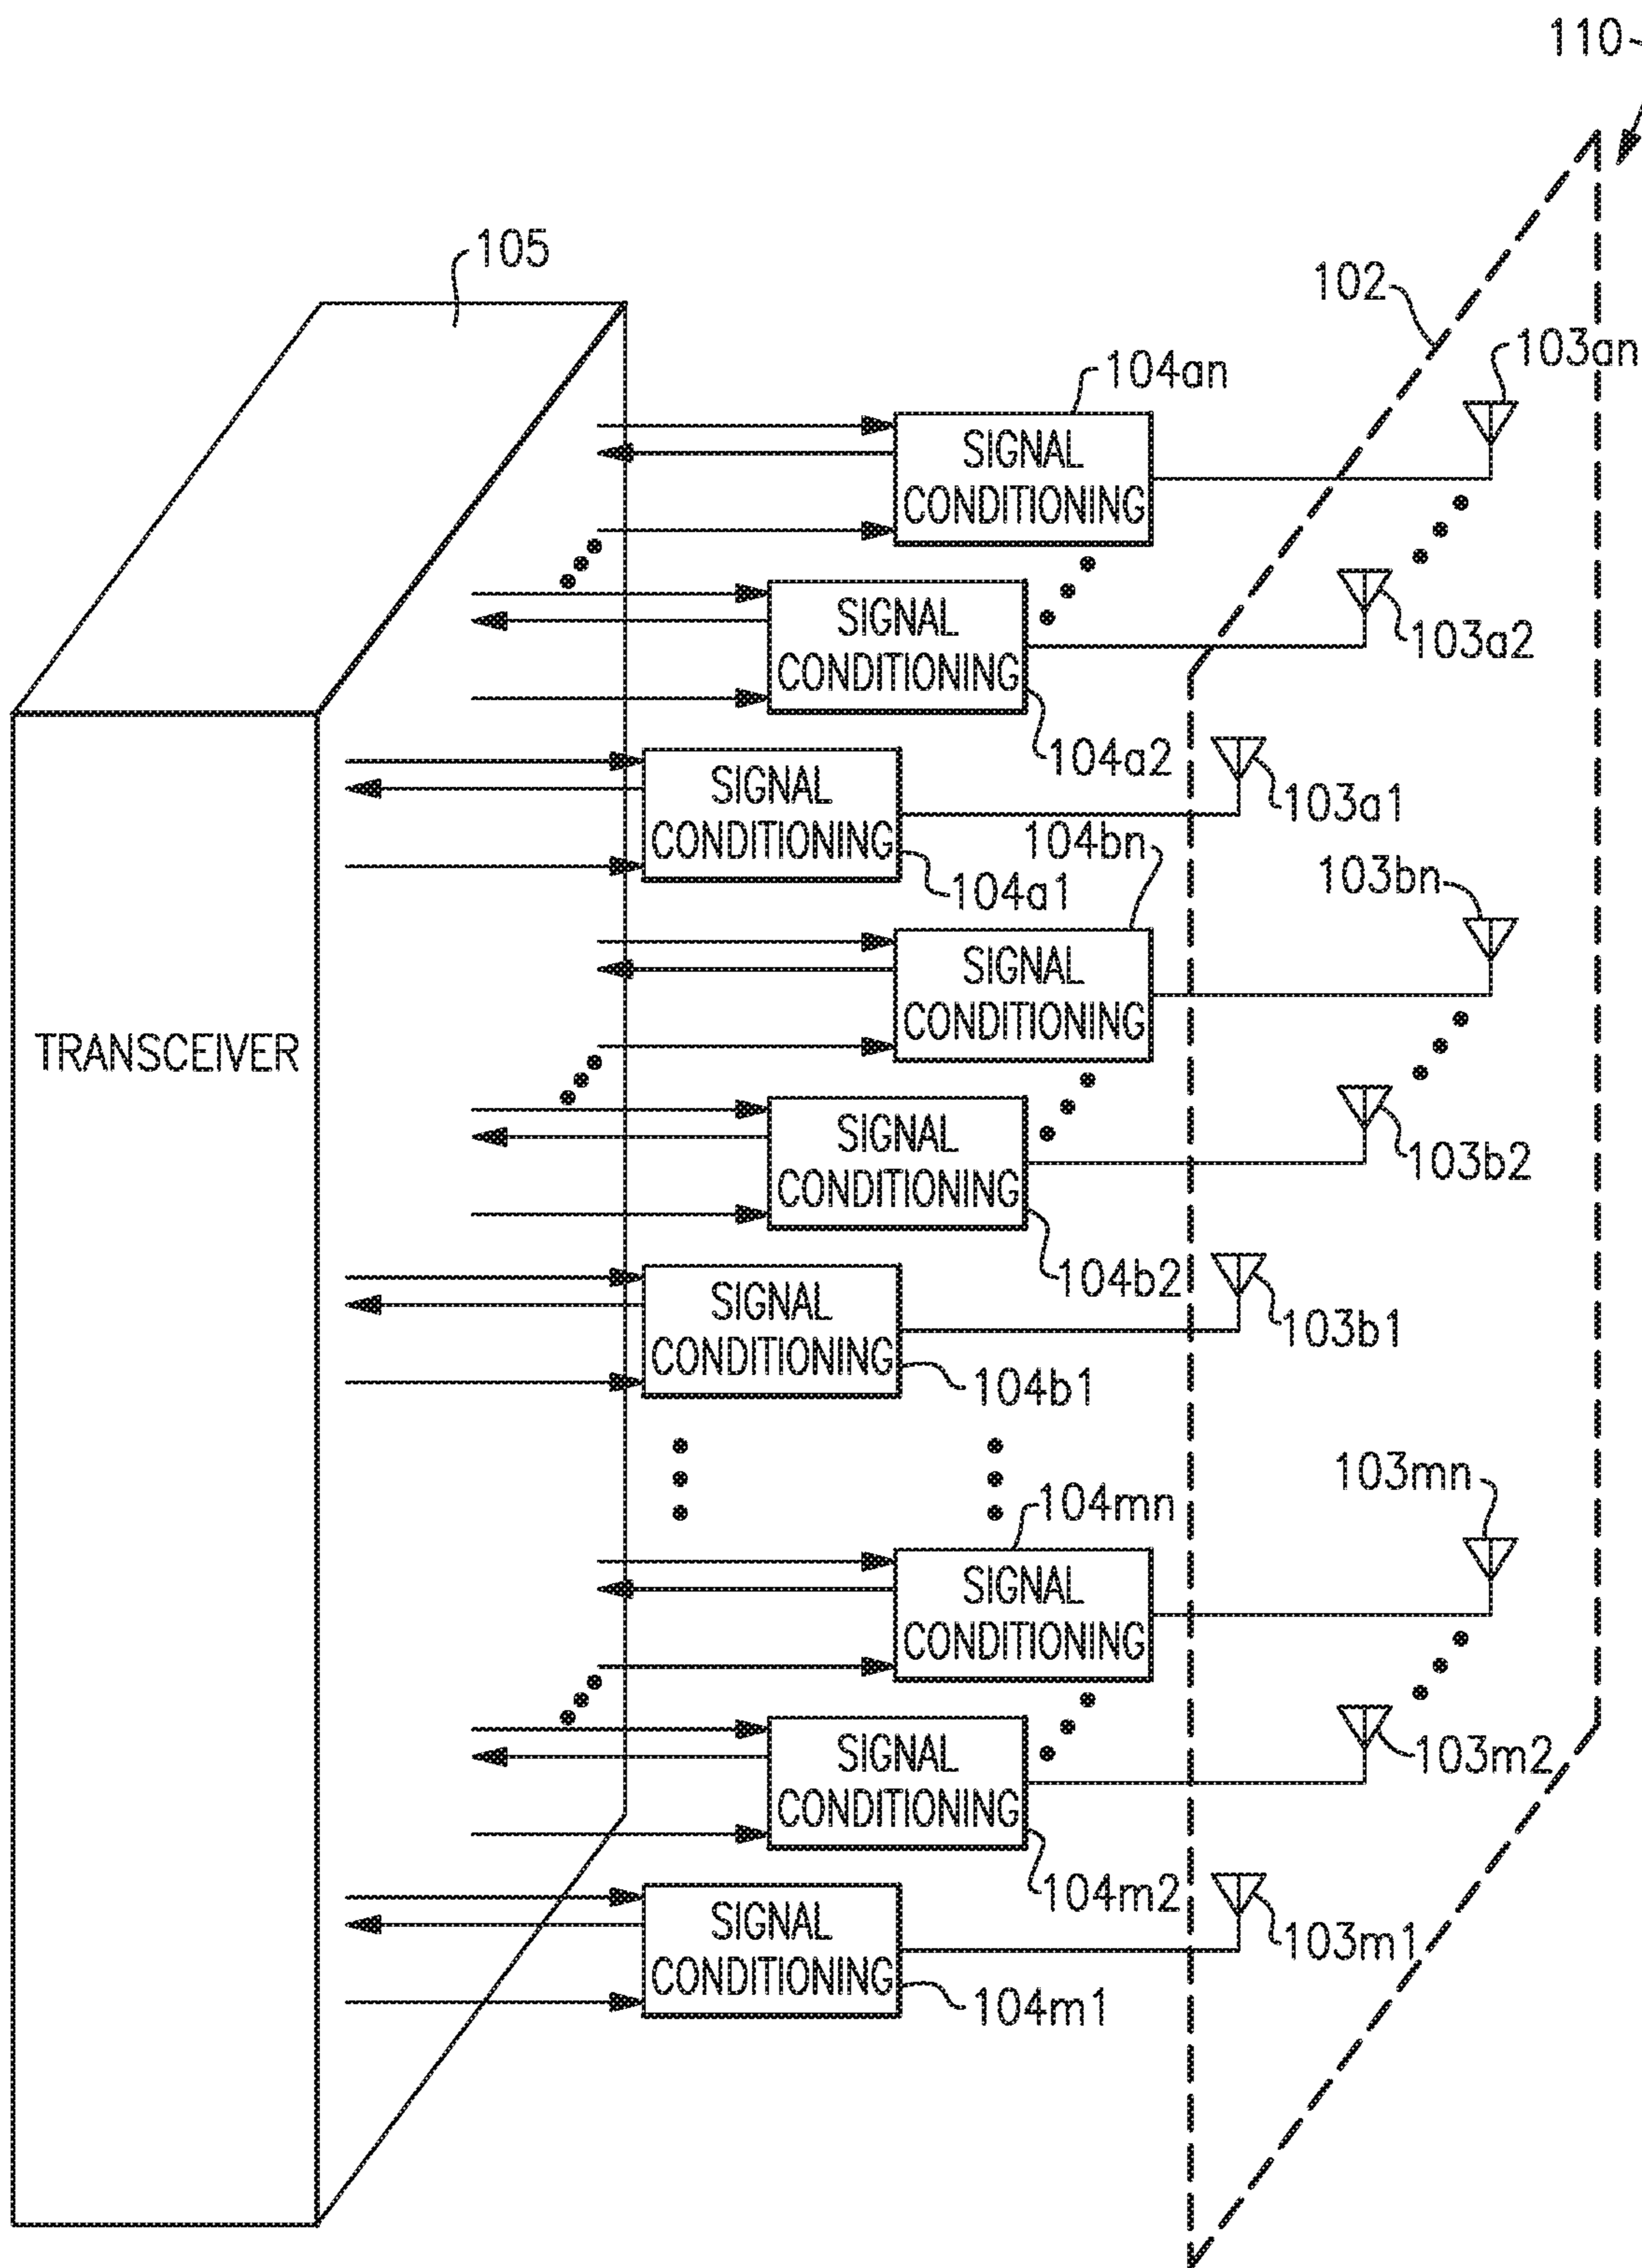 110
105
102
103an
104an
SIGNAL
CONDITIONING
SIGNAL
CONDITIONING
103a2
104a2
SIGNAL
CONDITIONING
103a1
104a1
104bn
103bn
SIGNAL
CONDITIONING
TRANSCEIVER
SIGNAL
CONDITIONING
103b2
104b2
SIGNAL
CONDITIONING
103b1
104b1
103mn
104mn
SIGNAL
CONDITIONING
SIGNAL
CONDITIONING
103m2
104m2
SIGNAL
CONDITIONING
103m1
104m1